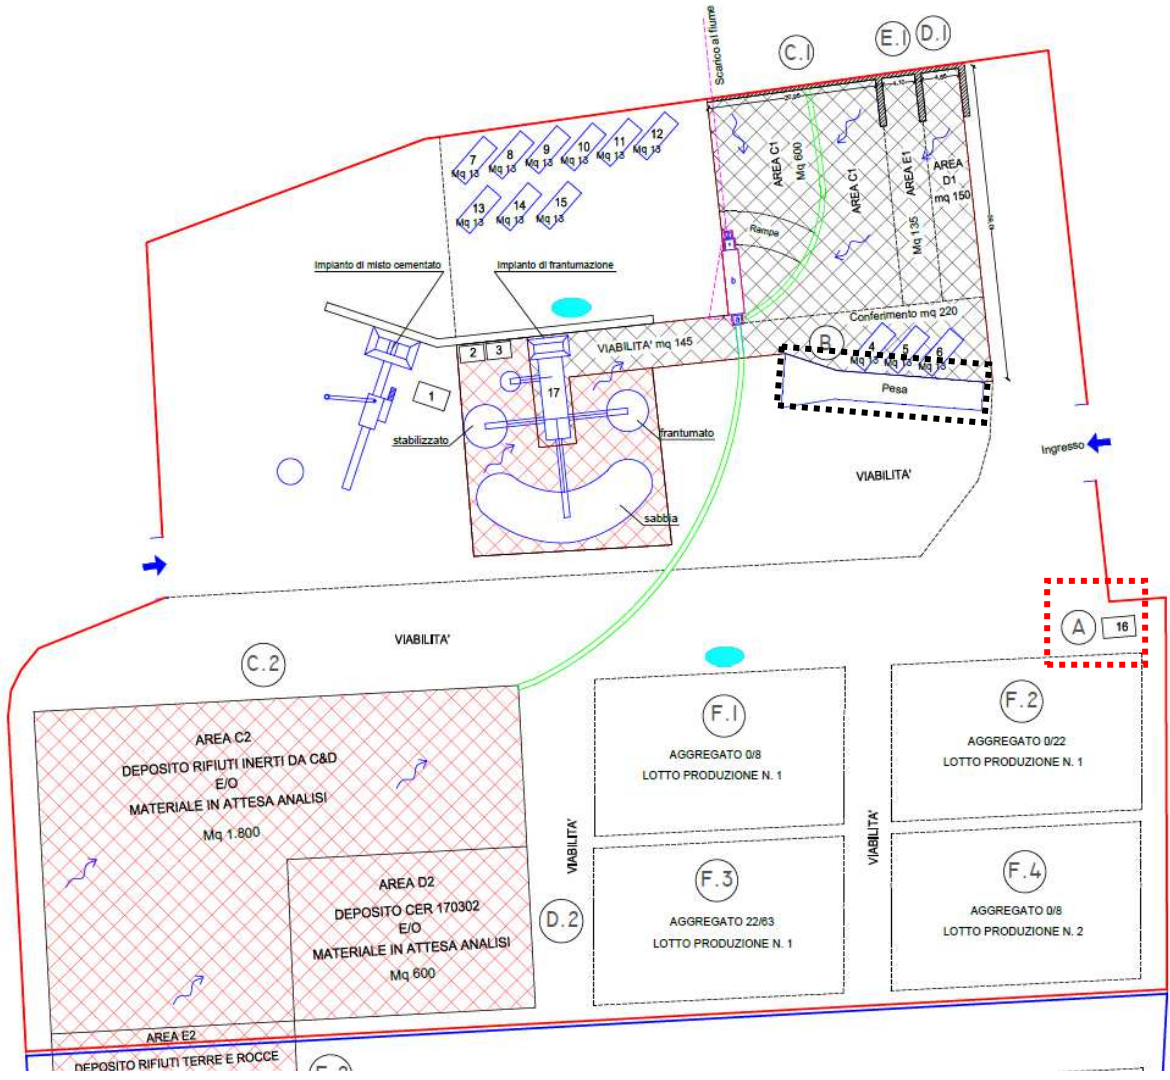 Scarico al fiume
C.1
E.1
D.1
4,10
7
Mq 13
8
Mq 13
9
Mq 13
10
Mq 13
11
Mq 13
12
Mq 13
13
Mq 13
14
Mq 13
15
Mq 13
AREA C1
Mq 600
AREA C1
AREA E1
Mq 135
AREA
D1
mq 150
Rampa
Impianto di misto cementato
Impianto di frantumazione
Conferimento mq 220
VIABILITA' mq 145
B
4
Mq 13
5
Mq 13
6
Mq 13
Pesa
2
3
1
17
stabilizzato
frantumato
sabbia
Ingresso
VIABILITA'
VIABILITA'
A
16
C.2
AREA C2
DEPOSITO RIFIUTI INERTI DA C&D
E/O
MATERIALE IN ATTESA ANALISI
Mq 1.800
AREA D2
DEPOSITO CER 170302
E/O
MATERIALE IN ATTESA ANALISI
Mq 600
D.2
VIABILITA'
F.1
AGGREGATO 0/8
LOTTO PRODUZIONE N. 1
F.2
AGGREGATO 0/22
LOTTO PRODUZIONE N. 1
VIABILITA'
F.3
AGGREGATO 22/63
LOTTO PRODUZIONE N. 1
F.4
AGGREGATO 0/8
LOTTO PRODUZIONE N. 2
AREA E2
DEPOSITO RIFIUTI TERRE E ROCCE